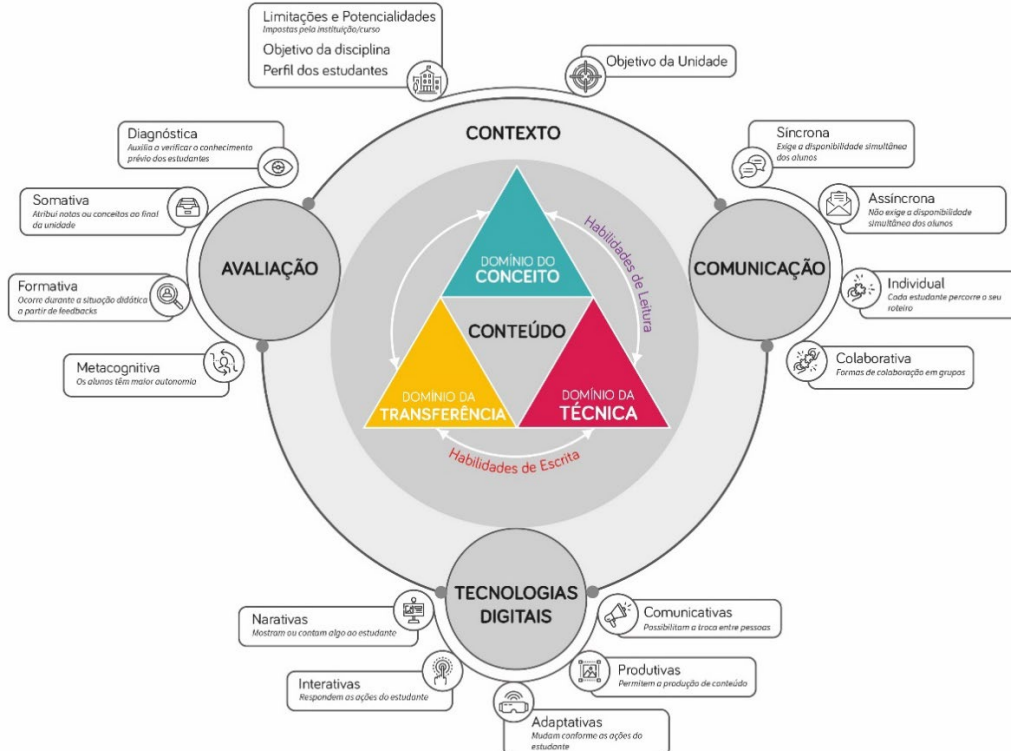 Limitações e Potencialidades
Impostas pela instituição/curso
Objetivo da disciplina
Perfil dos estudantes
Objetivo da Unidade
CONTEXTO
Diagnóstica
Auxilia a verificar o conhecimento
prévio dos estudantes
Somativa
Atribui notas ou conceitos ao final
da unidade
Formativa
Ocorre durante a situação didática
a partir de feedbacks
Metacognitiva
Os alunos têm maior autonomia
AVALIAÇÃO
Síncrona
Exige a disponibilidade simultânea
dos alunos
Assíncrona
Não exige a disponibilidade
simultânea dos alunos
Individual
Cada estudante percorre o seu
roteiro
Colaborativa
Formas de colaboração em grupos
COMUNICAÇÃO
DOMÍNIO DO
CONCEITO
Habilidades de Leitura
CONTEÚDO
DOMÍNIO DA
TRANSFERÊNCIA
DOMÍNIO DA
TÉCNICA
Habilidades de Escrita
TECNOLOGIAS
DIGITAIS
Narrativas
Mostram ou contam algo ao estudante
Interativas
Respondem as ações do estudante
Adaptativas
Mudam conforme as ações do
estudante
Produtivas
Permitem a produção de conteúdo
Comunicativas
Possibilitam a troca entre pessoas